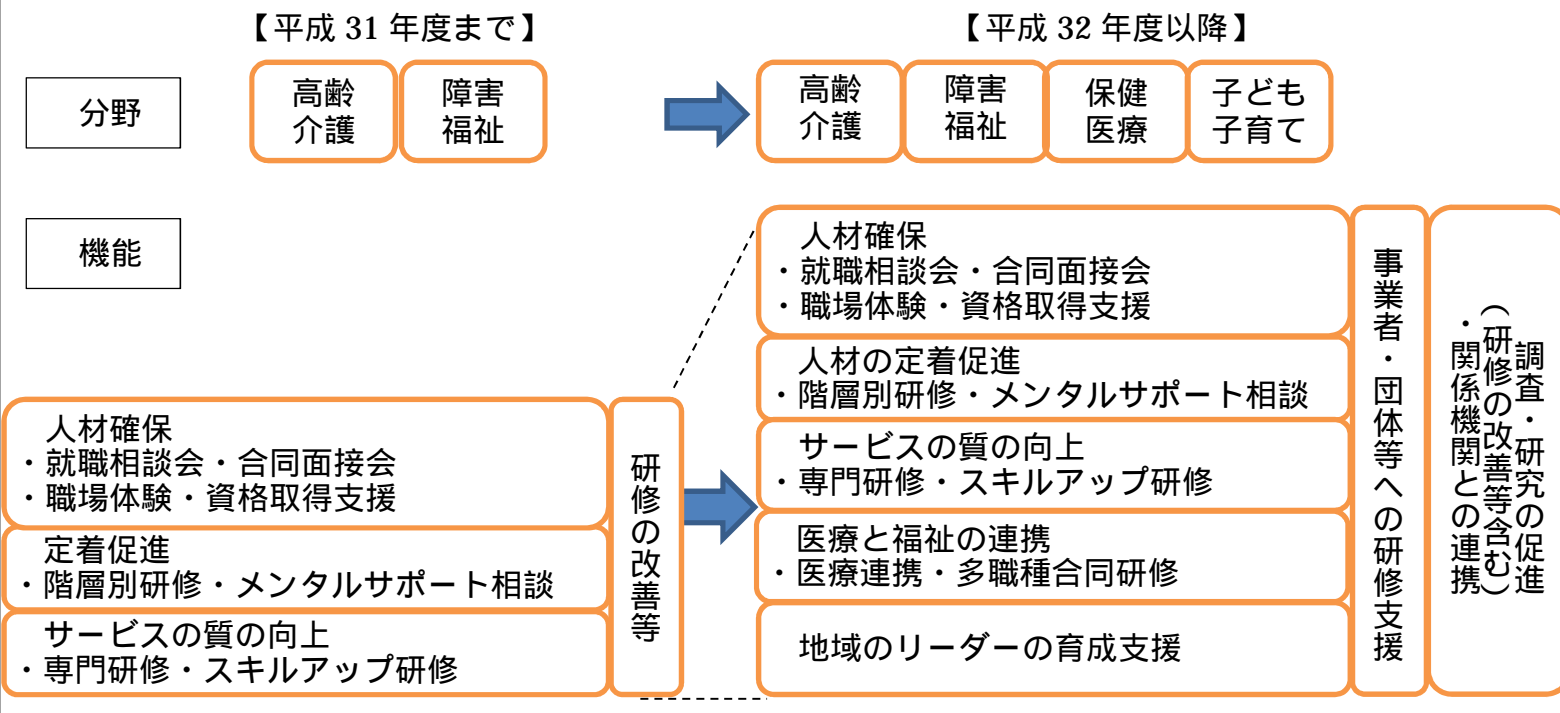 【平成 31 年度まで】
【平成 32 年度以降】
分野
高齢
介護
障害
福祉
高齢
介護
障害
福祉
保健
医療
子ども
子育て
機能
人材確保
・就職相談会・合同面接会
・職場体験・資格取得支援
定着促進
・階層別研修・メンタルサポート相談
サービスの質の向上
・専門研修・スキルアップ研修
研修の改善等
人材確保
・就職相談会・合同面接会
・職場体験・資格取得支援
人材の定着促進
・階層別研修・メンタルサポート相談
サービスの質の向上
・専門研修・スキルアップ研修
医療と福祉の連携
・医療連携・多職種合同研修
地域のリーダーの育成支援
事業者・団体等への研修支援
調査・研究の促進
（研修の改善等含む）
・関係機関との連携